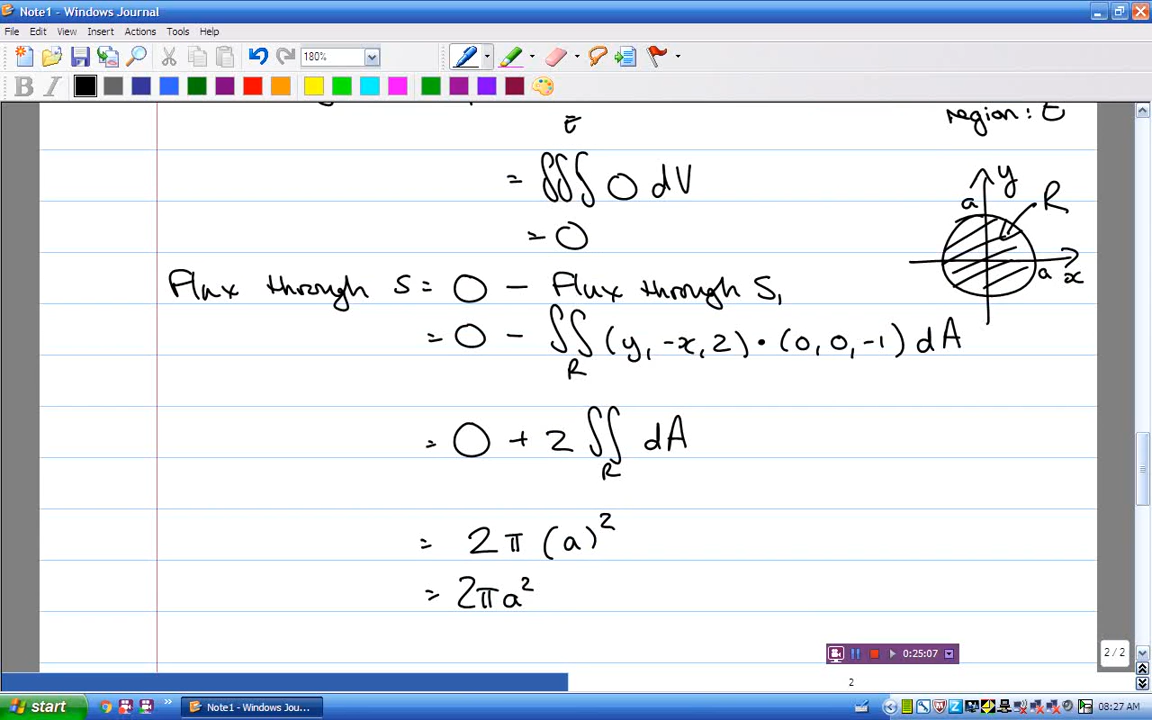 Note1 - Windows Journal
File Edit View Insert Actions Tools Help
180%
B I
E
region: E
= ∭ 0 dV
= 0
y
a
R
a
x
Flux through S = 0 - Flux through S₁
= 0 - ∬ (y, -x, 2) • (0, 0, -1) dA
R
= 0 + 2 ∬ dA
R
= 2π (a)²
= 2πa²
0:25:07
2 / 2
2
start
Note1 - Windows Jou...
08:27 AM